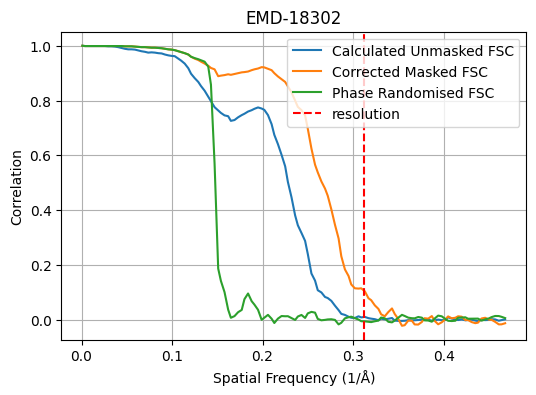 EMD-18302
Correlation
1.0
0.8
0.6
0.4
0.2
0.0
Calculated Unmasked FSC
Corrected Masked FSC
Phase Randomised FSC
resolution
0.0 0.1 0.2 0.3 0.4
Spatial Frequency (1/Å)